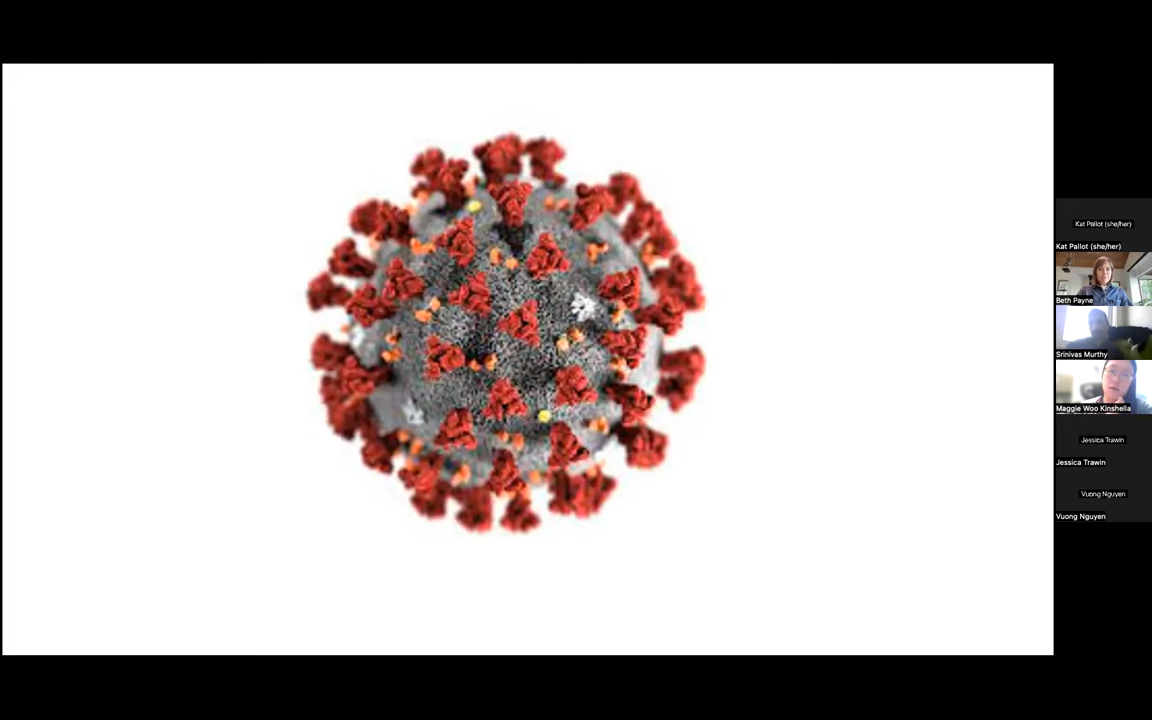 Kat Pallot (she/her)
Kat Pallot (she/her)
Beth Payne
Srinivas Murthy
Maggie Woo Kinshella
Jessica Trawin
Jessica Trawin
Vuong Nguyen
Vuong Nguyen